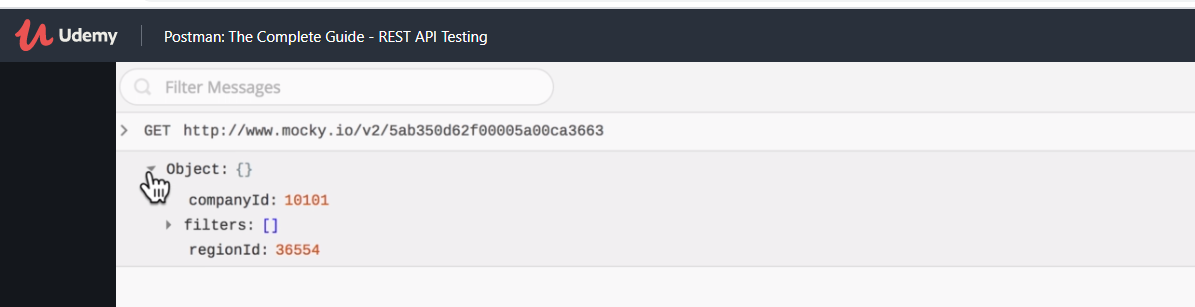 Udemy Postman: The Complete Guide - REST API Testing
Filter Messages
GET http://www.mocky.io/v2/5ab350d62f00005a00ca3663
Object: {}
companyId: 10101
filters: []
regionId: 36554